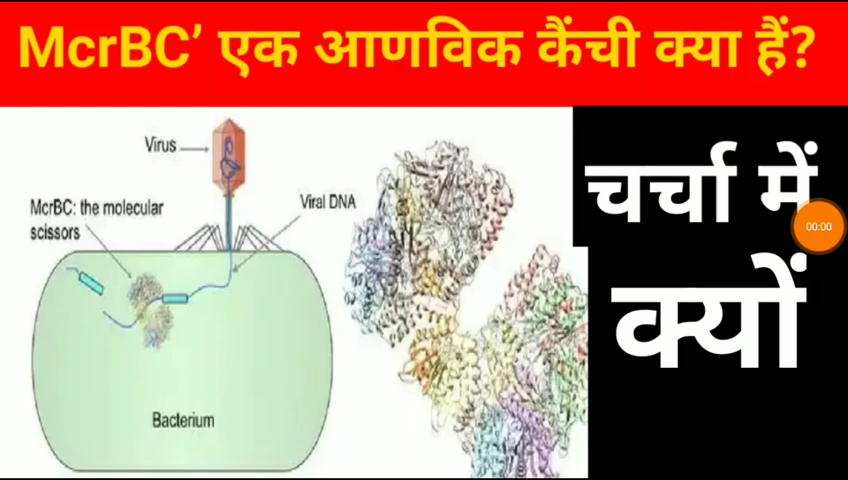 McrBC’ एक आणविक कैंची क्या हैं?
Virus
McrBC: the molecular
scissors
Viral DNA
Bacterium
चर्चा में
क्यों
00:00